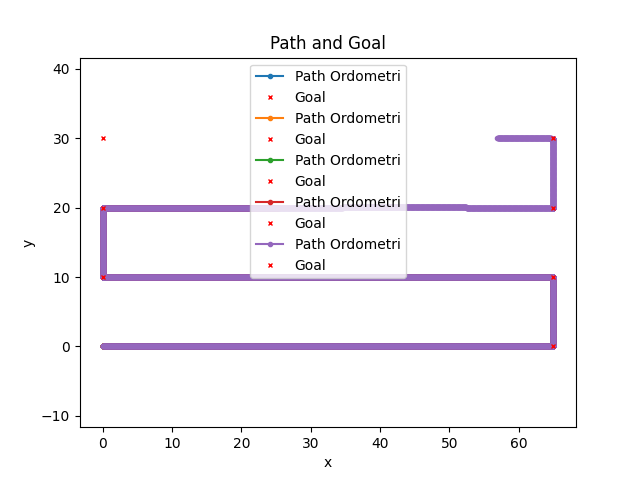 Path and Goal
Path Ordometri
Goal
Path Ordometri
Goal
Path Ordometri
Goal
Path Ordometri
Goal
Path Ordometri
Goal
y
40
30
20
10
0
−10
0 10 20 30 40 50 60
x